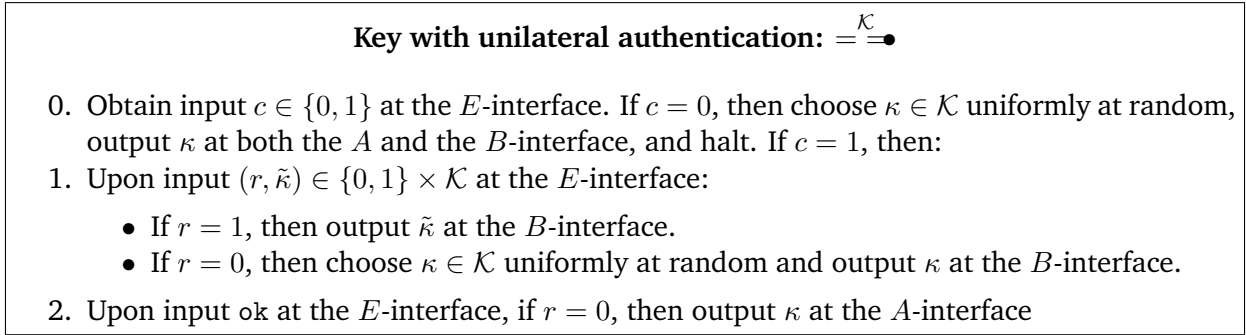 Key with unilateral authentication: =𝒦=●
0. Obtain input c ∈ {0, 1} at the E-interface. If c = 0, then choose κ ∈ 𝒦 uniformly at random,
output κ at both the A and the B-interface, and halt. If c = 1, then:
1. Upon input (r, κ̃) ∈ {0, 1} × 𝒦 at the E-interface:
• If r = 1, then output κ̃ at the B-interface.
• If r = 0, then choose κ ∈ 𝒦 uniformly at random and output κ at the B-interface.
2. Upon input ok at the E-interface, if r = 0, then output κ at the A-interface